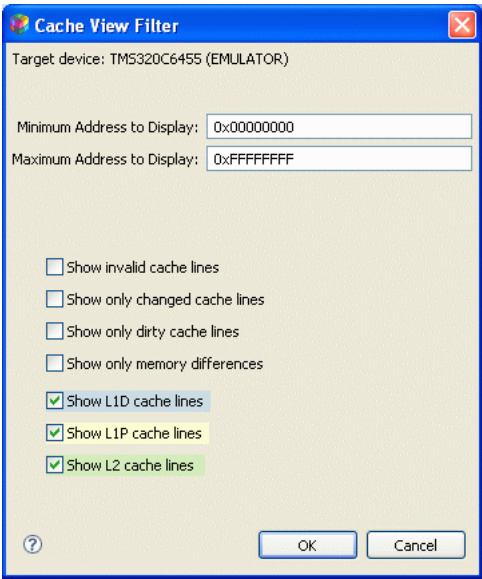 Cache View Filter
Target device: TMS320C6455 (EMULATOR)
Minimum Address to Display: 0x00000000
Maximum Address to Display: 0xFFFFFFFF
Show invalid cache lines
Show only changed cache lines
Show only dirty cache lines
Show only memory differences
Show L1D cache lines
Show L1P cache lines
Show L2 cache lines
? OK Cancel